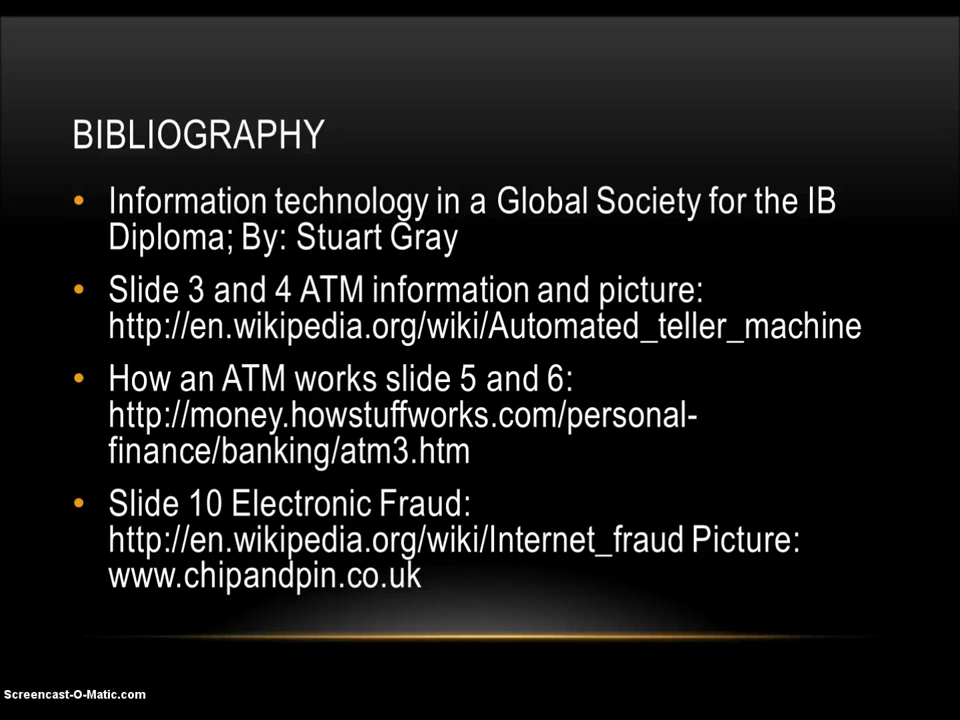 BIBLIOGRAPHY
• Information technology in a Global Society for the IB
Diploma; By: Stuart Gray
• Slide 3 and 4 ATM information and picture:
http://en.wikipedia.org/wiki/Automated_teller_machine
• How an ATM works slide 5 and 6:
http://money.howstuffworks.com/personal-
finance/banking/atm3.htm
• Slide 10 Electronic Fraud:
http://en.wikipedia.org/wiki/Internet_fraud Picture:
www.chipandpin.co.uk
Screencast-O-Matic.com